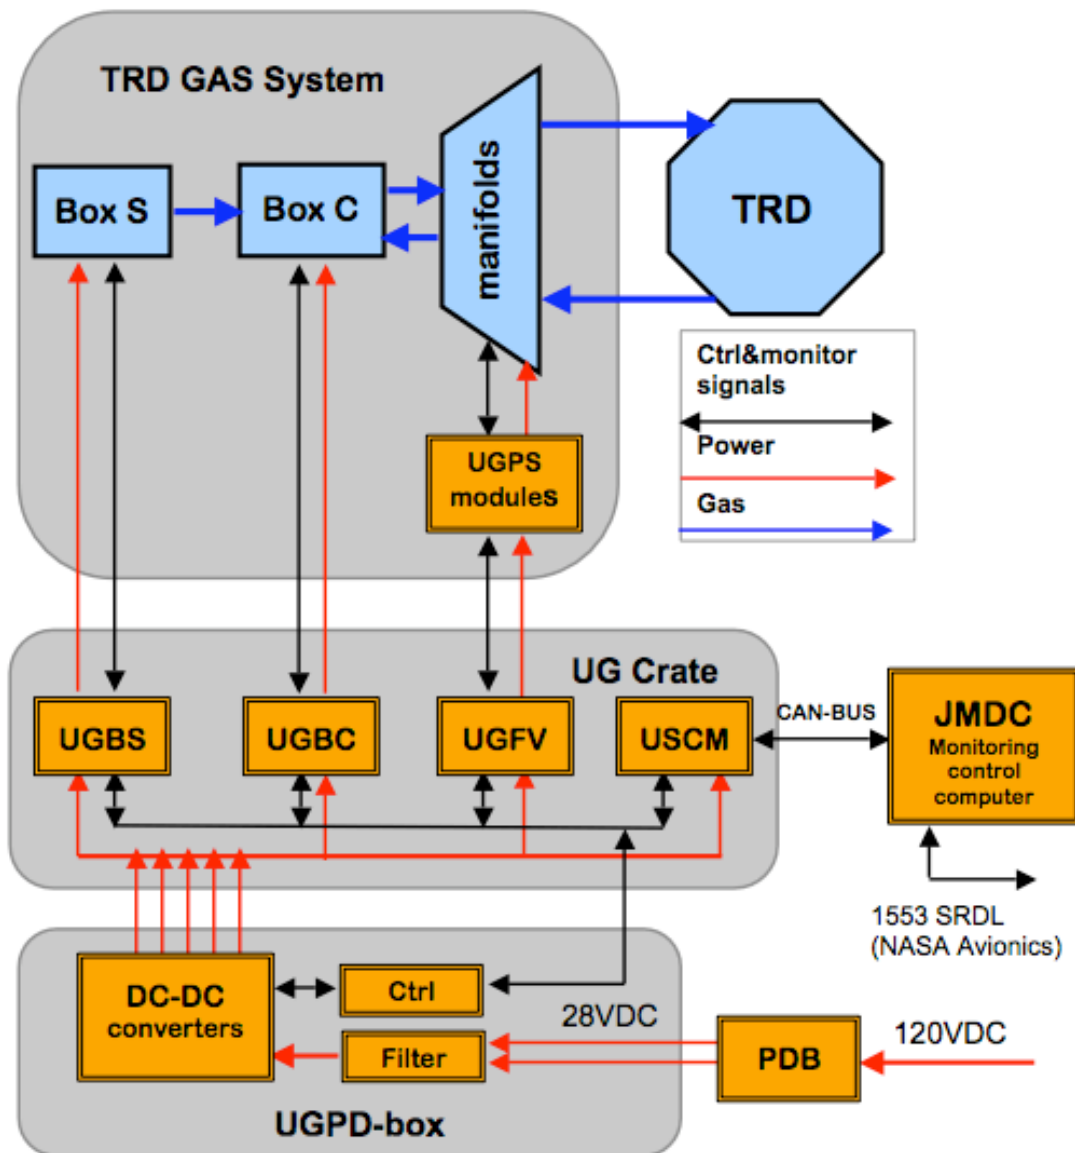 TRD GAS System
Box S
Box C
manifolds
TRD
Ctrl&monitor
signals
Power
Gas
UGPS
modules
UG Crate
UGBS
UGBC
UGFV
USCM
CAN-BUS
JMDC
Monitoring
control
computer
1553 SRDL
(NASA Avionics)
DC-DC
converters
Ctrl
Filter
28VDC
PDB
120VDC
UGPD-box